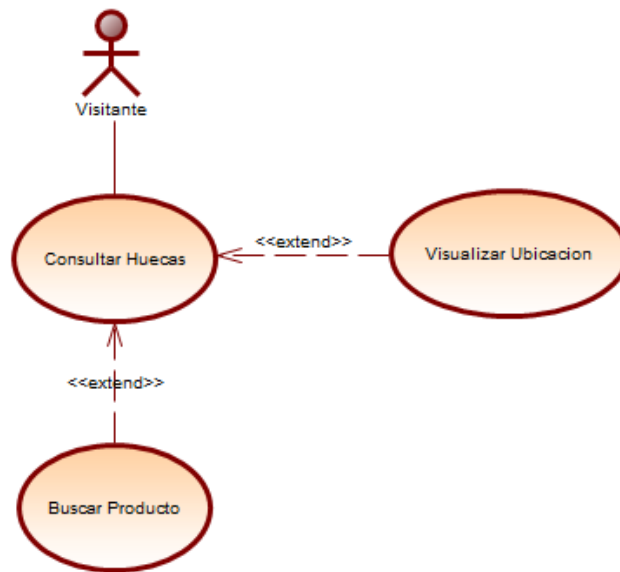 Visitante
Consultar Huecas
<<extend>>
Visualizar Ubicacion
<<extend>>
Buscar Producto